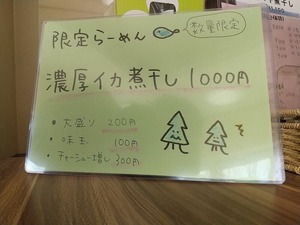 限定らーめん
数量限定
濃厚イカ煮干し 1000円
・大盛り 200円
・味玉 100円
・チャーシュー増し 300円